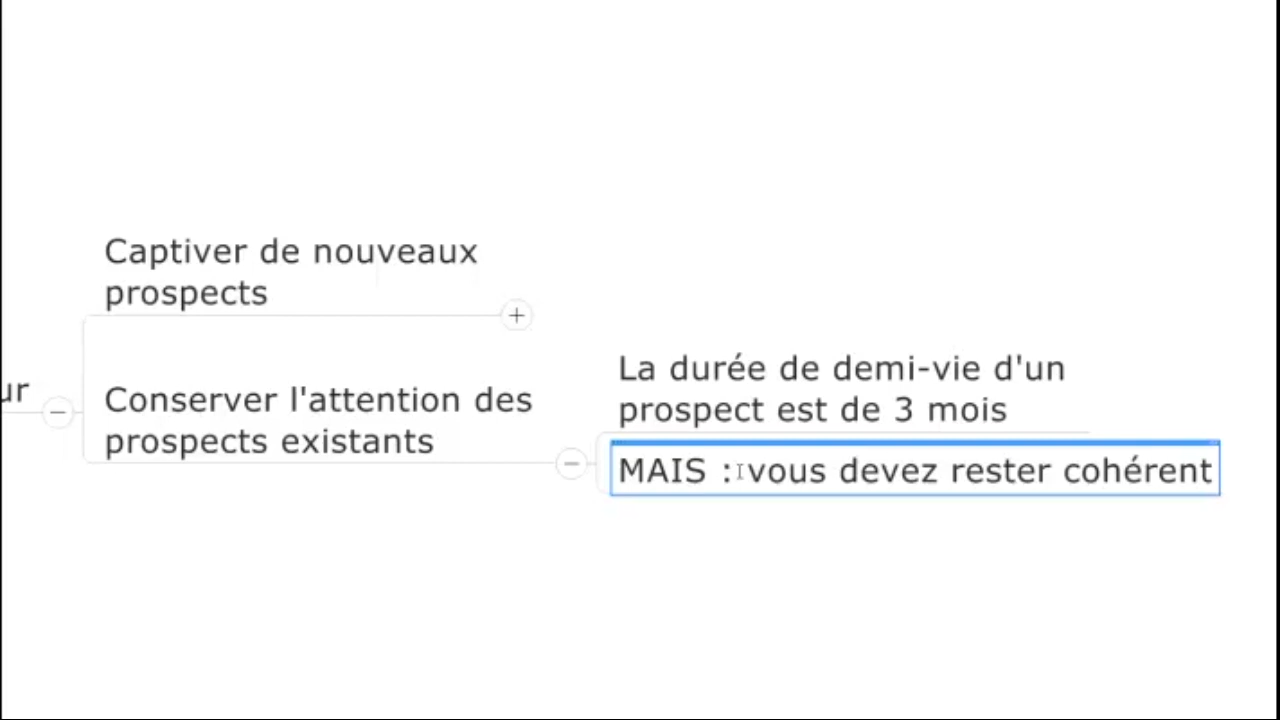 Captiver de nouveaux
prospects
ur
Conserver l'attention des
prospects existants
La durée de demi-vie d'un
prospect est de 3 mois
MAIS : vous devez rester cohérent